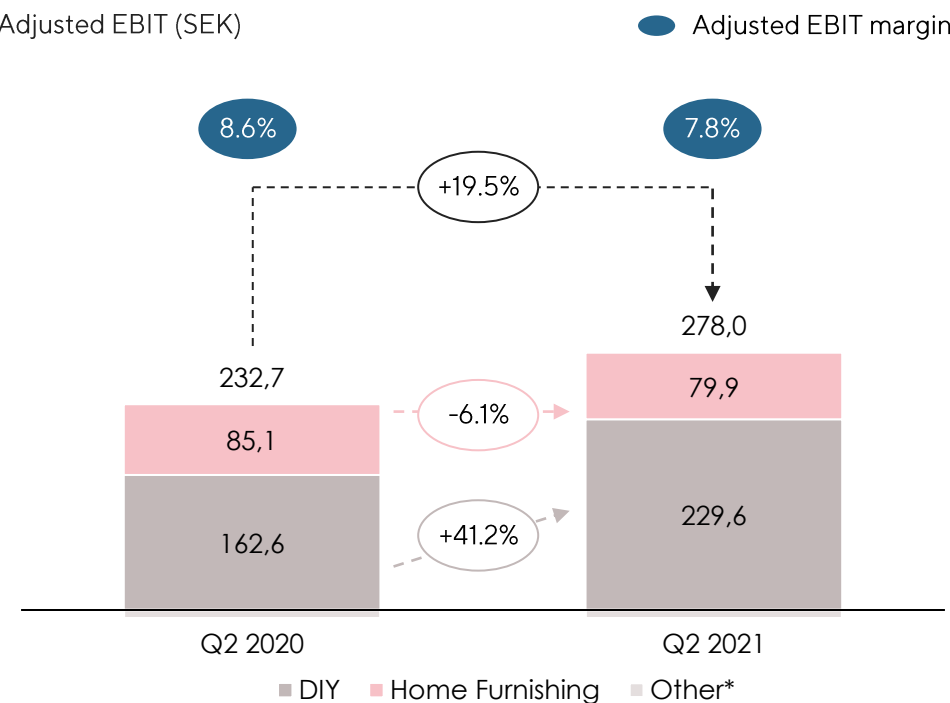 Adjusted EBIT (SEK)
Adjusted EBIT margin
8.6%
7.8%
+19.5%
278,0
232,7
79,9
-6.1%
85,1
229,6
+41.2%
162,6
Q2 2020
Q2 2021
DIY Home Furnishing Other*